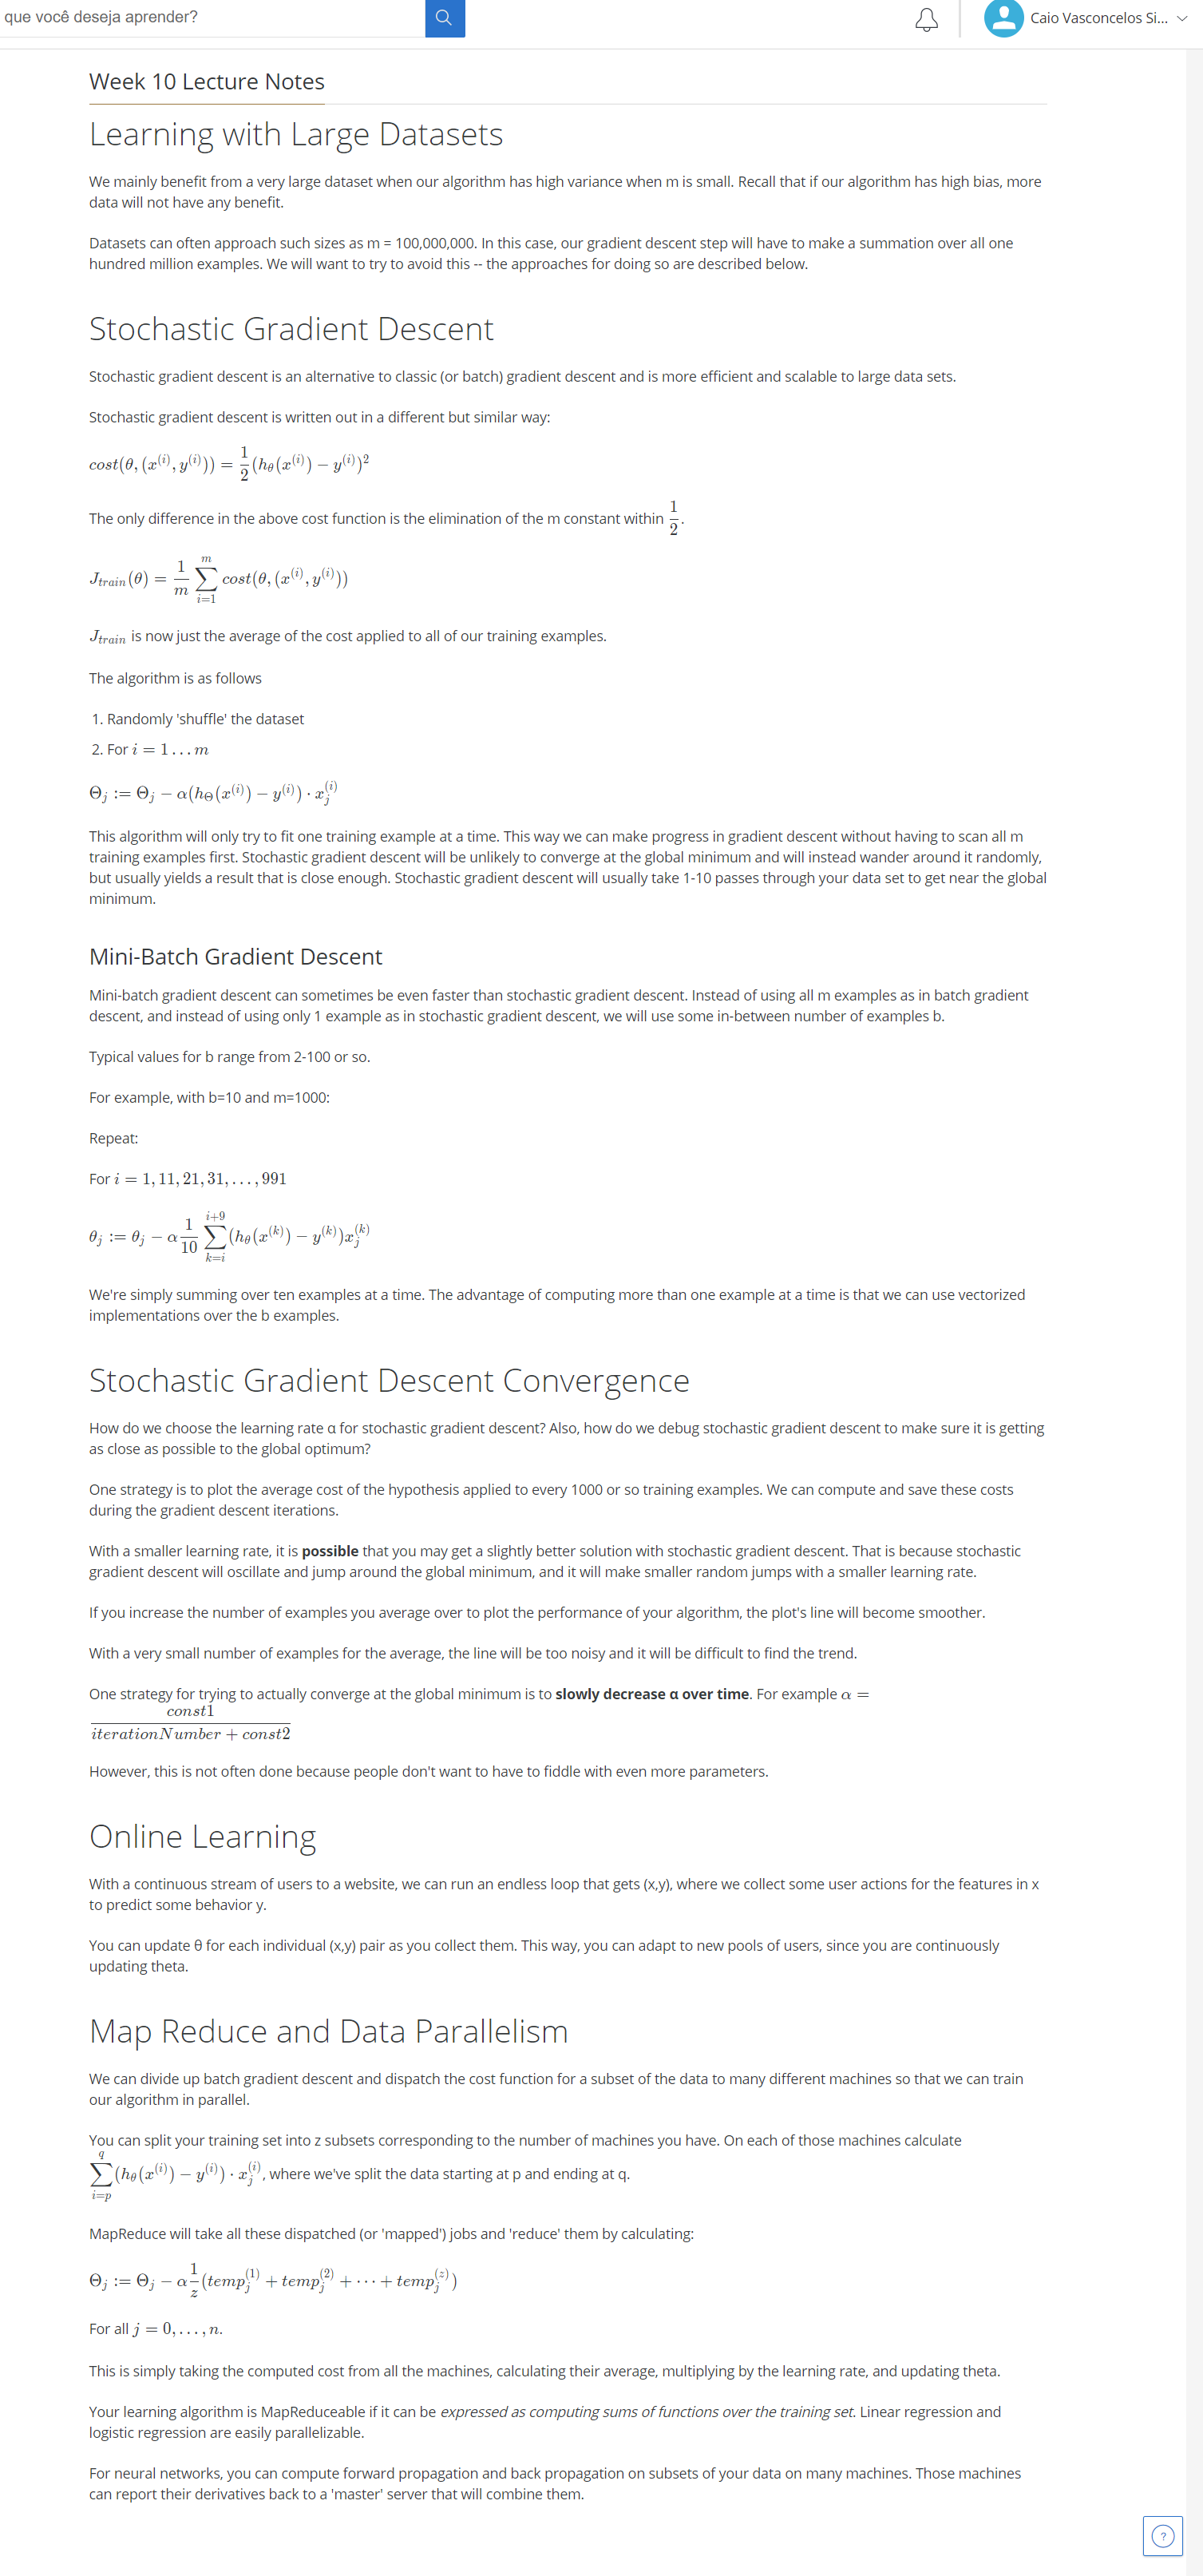 que você deseja aprender?
Caio Vasconcelos Si...
Week 10 Lecture Notes
Learning with Large Datasets
We mainly benefit from a very large dataset when our algorithm has high variance when m is small. Recall that if our algorithm has high bias, more
data will not have any benefit.
Datasets can often approach such sizes as m = 100,000,000. In this case, our gradient descent step will have to make a summation over all one
hundred million examples. We will want to try to avoid this -- the approaches for doing so are described below.
Stochastic Gradient Descent
Stochastic gradient descent is an alternative to classic (or batch) gradient descent and is more efficient and scalable to large data sets.
Stochastic gradient descent is written out in a different but similar way:
cost(θ, (x^(i), y^(i))) = 1/2 (h_θ(x^(i)) − y^(i))^2
The only difference in the above cost function is the elimination of the m constant within 1/2.
J_train(θ) = 1/m ∑_{i=1}^{m} cost(θ, (x^(i), y^(i)))
J_train is now just the average of the cost applied to all of our training examples.
The algorithm is as follows
1. Randomly 'shuffle' the dataset
2. For i = 1 … m
Θ_j := Θ_j − α(h_Θ(x^(i)) − y^(i)) · x_j^(i)
This algorithm will only try to fit one training example at a time. This way we can make progress in gradient descent without having to scan all m
training examples first. Stochastic gradient descent will be unlikely to converge at the global minimum and will instead wander around it randomly,
but usually yields a result that is close enough. Stochastic gradient descent will usually take 1-10 passes through your data set to get near the global
minimum.
Mini-Batch Gradient Descent
Mini-batch gradient descent can sometimes be even faster than stochastic gradient descent. Instead of using all m examples as in batch gradient
descent, and instead of using only 1 example as in stochastic gradient descent, we will use some in-between number of examples b.
Typical values for b range from 2-100 or so.
For example, with b=10 and m=1000:
Repeat:
For i = 1, 11, 21, 31, …, 991
θ_j := θ_j − α 1/10 ∑_{k=i}^{i+9} (h_θ(x^(k)) − y^(k)) x_j^(k)
We're simply summing over ten examples at a time. The advantage of computing more than one example at a time is that we can use vectorized
implementations over the b examples.
Stochastic Gradient Descent Convergence
How do we choose the learning rate α for stochastic gradient descent? Also, how do we debug stochastic gradient descent to make sure it is getting
as close as possible to the global optimum?
One strategy is to plot the average cost of the hypothesis applied to every 1000 or so training examples. We can compute and save these costs
during the gradient descent iterations.
With a smaller learning rate, it is possible that you may get a slightly better solution with stochastic gradient descent. That is because stochastic
gradient descent will oscillate and jump around the global minimum, and it will make smaller random jumps with a smaller learning rate.
If you increase the number of examples you average over to plot the performance of your algorithm, the plot's line will become smoother.
With a very small number of examples for the average, the line will be too noisy and it will be difficult to find the trend.
One strategy for trying to actually converge at the global minimum is to slowly decrease α over time. For example α =
const1/(iterationNumber + const2)
However, this is not often done because people don't want to have to fiddle with even more parameters.
Online Learning
With a continuous stream of users to a website, we can run an endless loop that gets (x,y), where we collect some user actions for the features in x
to predict some behavior y.
You can update θ for each individual (x,y) pair as you collect them. This way, you can adapt to new pools of users, since you are continuously
updating theta.
Map Reduce and Data Parallelism
We can divide up batch gradient descent and dispatch the cost function for a subset of the data to many different machines so that we can train
our algorithm in parallel.
You can split your training set into z subsets corresponding to the number of machines you have. On each of those machines calculate
∑_{i=p}^{q} (h_θ(x^(i)) − y^(i)) · x_j^(i), where we've split the data starting at p and ending at q.
MapReduce will take all these dispatched (or 'mapped') jobs and 'reduce' them by calculating:
Θ_j := Θ_j − α 1/z (temp_j^(1) + temp_j^(2) + ⋯ + temp_j^(z))
For all j = 0, …, n.
This is simply taking the computed cost from all the machines, calculating their average, multiplying by the learning rate, and updating theta.
Your learning algorithm is MapReduceable if it can be expressed as computing sums of functions over the training set. Linear regression and
logistic regression are easily parallelizable.
For neural networks, you can compute forward propagation and back propagation on subsets of your data on many machines. Those machines
can report their derivatives back to a 'master' server that will combine them.
?